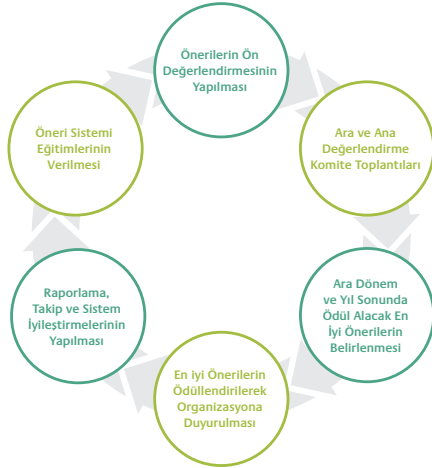 Önerilerin Ön
Değerlendirmesinin
Yapılması
Ara ve Ana
Değerlendirme
Komite Toplantıları
Ara Dönem
ve Yıl Sonunda
Ödül Alacak En
İyi Önerilerin
Belirlenmesi
En iyi Önerilerin
Ödüllendirilerek
Organizasyona
Duyurulması
Raporlama,
Takip ve Sistem
İyileştirmelerinin
Yapılması
Öneri Sistemi
Eğitimlerinin
Verilmesi